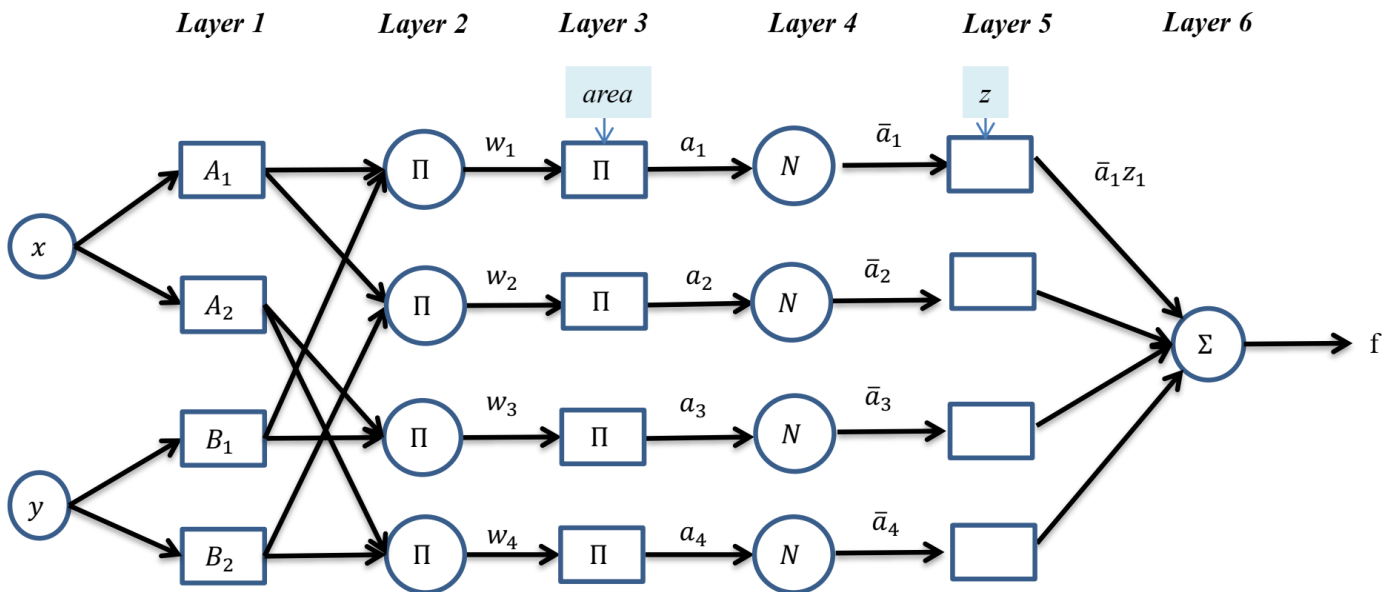 Layer 1 Layer 2 Layer 3 Layer 4 Layer 5 Layer 6
area z
w₁ a₁ ā₁
A₁ Π Π N ā₁z₁
x
w₂ a₂ ā₂
A₂ Π Π N
Σ f
w₃ a₃ ā₃
B₁ Π Π N
y
w₄ a₄ ā₄
B₂ Π Π N